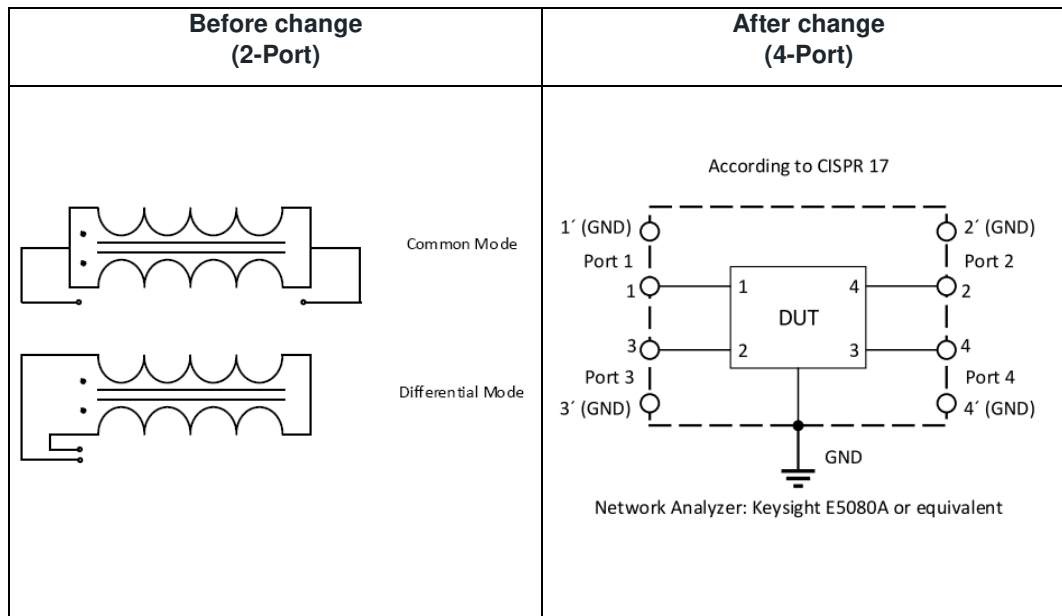 Before change
(2-Port)
After change
(4-Port)
Common Mode
Differential Mode
According to CISPR 17
1´ (GND)
2´ (GND)
Port 1
Port 2
1
1
4
2
DUT
3
2
3
4
Port 3
Port 4
3´ (GND)
4´ (GND)
GND
Network Analyzer: Keysight E5080A or equivalent